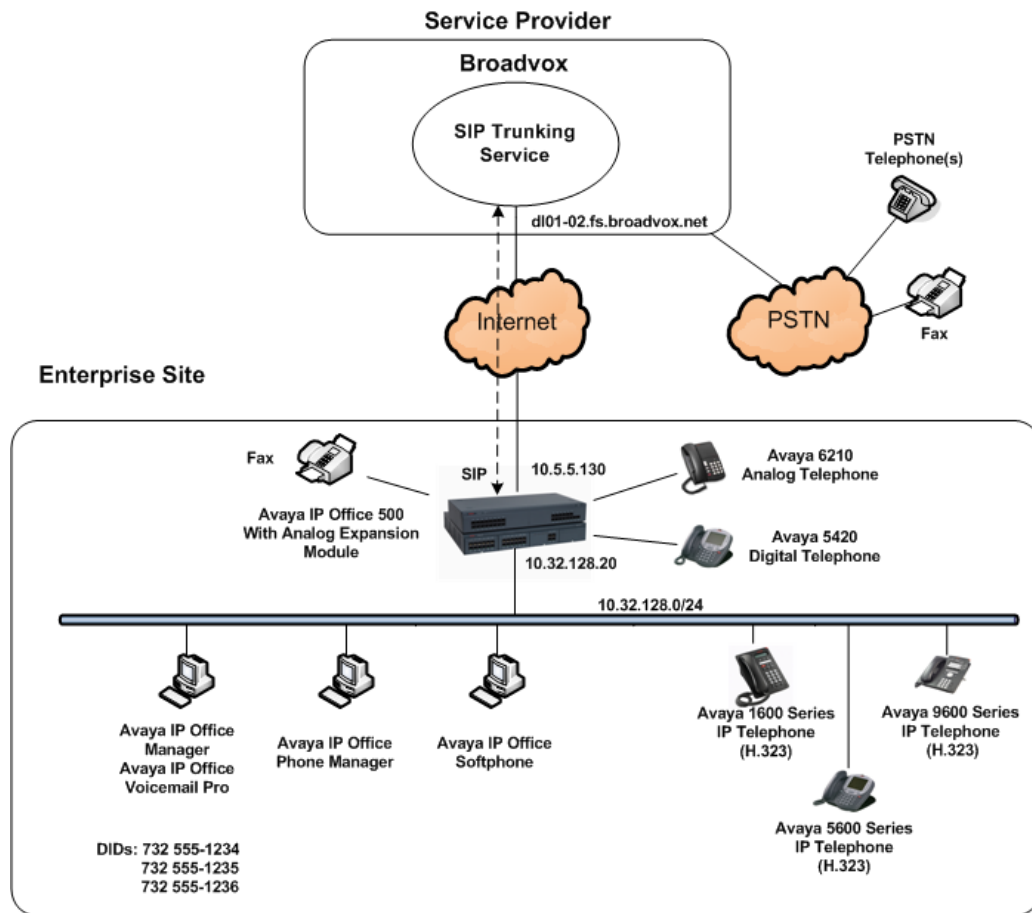 Service Provider
Broadvox
SIP Trunking
Service
dl01-02.fs.broadvox.net
PSTN
Telephone(s)
Internet
PSTN
Fax
Enterprise Site
Fax
SIP
10.5.5.130
Avaya 6210
Analog Telephone
Avaya IP Office 500
With Analog Expansion
Module
Avaya 5420
Digital Telephone
10.32.128.20
10.32.128.0/24
Avaya IP Office
Manager
Avaya IP Office
Voicemail Pro
Avaya IP Office
Phone Manager
Avaya IP Office
Softphone
Avaya 1600 Series
IP Telephone
(H.323)
Avaya 9600 Series
IP Telephone
(H.323)
Avaya 5600 Series
IP Telephone
(H.323)
DIDs: 732 555-1234
732 555-1235
732 555-1236